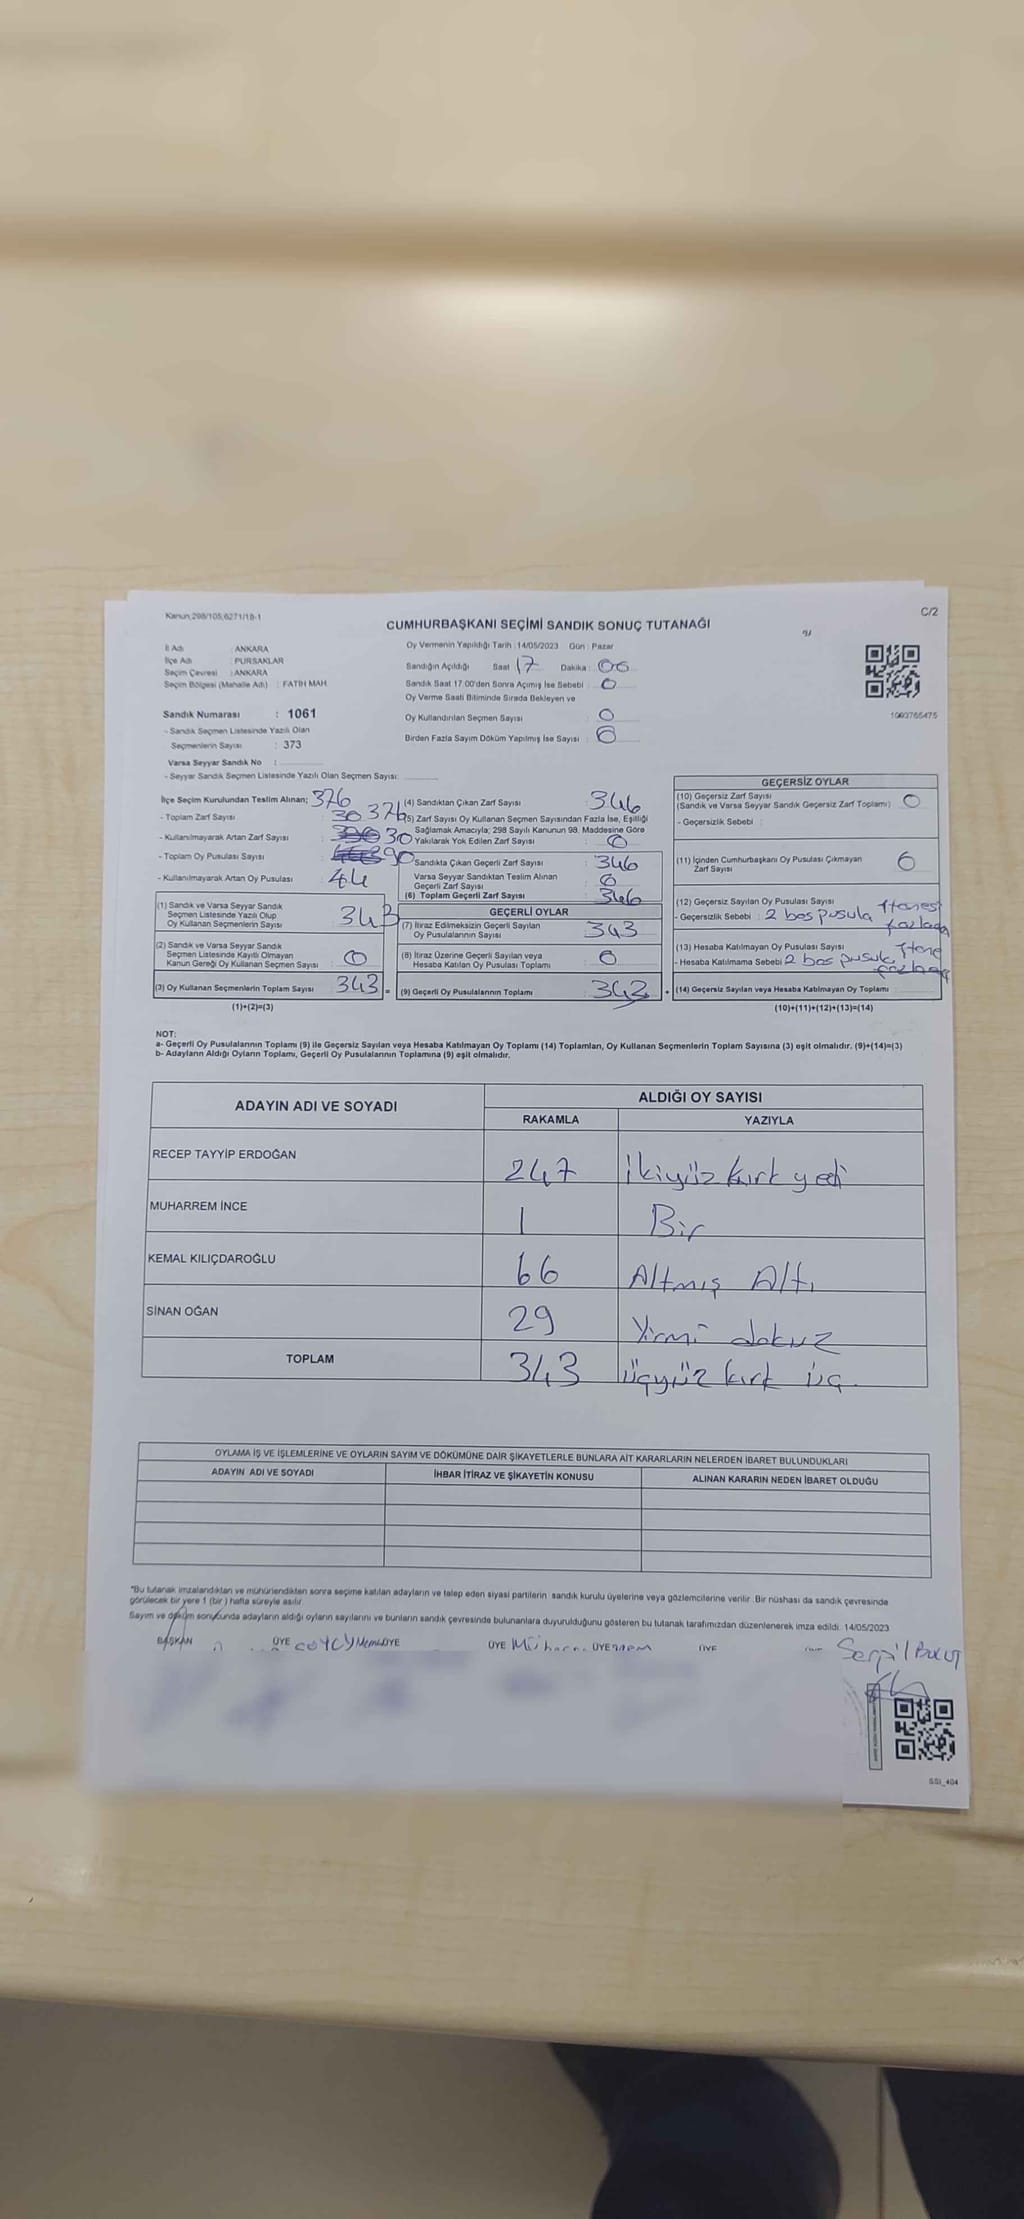 Kanun;298/105;6271/18-1
C/2
CUMHURBAŞKANI SEÇİMİ SANDIK SONUÇ TUTANAĞI
İl Adı : ANKARA
İlçe Adı : PURSAKLAR
Seçim Çevresi : ANKARA
Seçim Bölgesi (Mahalle Adı) : FATİH MAH.
Sandık Numarası : 1061
- Sandık Seçmen Listesinde Yazılı Olan
Seçmenlerin Sayısı : 373
Varsa Seyyar Sandık No :
- Seyyar Sandık Seçmen Listesinde Yazılı Olan Seçmen Sayısı:
Oy Vermenin Yapıldığı Tarih : 14/05/2023 Gün : Pazar
Sandığın Açıldığı Saat 17 Dakika : 06
Sandık Saat 17:00'den Sonra Açmış İse Sebebi : 0
Oy Verme Saati Bitiminde Sırada Bekleyen ve
Oy Kullandırılan Seçmen Sayısı 0
Birden Fazla Sayım Döküm Yapılmış İse Sayısı : 0
1060765475
İlçe Seçim Kurulundan Teslim Alınan; 376
- Toplam Zarf Sayısı : 30 376
- Kullanılmayarak Artan Zarf Sayısı : 30
- Toplam Oy Pusulası Sayısı : 390
- Kullanılmayarak Artan Oy Pusulası : 44
(1) Sandık ve Varsa Seyyar Sandık
Seçmen Listesinde Yazılı Olup
Oy Kullanan Seçmenlerin Sayısı : 343
(2) Sandık ve Varsa Seyyar Sandık
Seçmen Listesinde Kayıtlı Olmayan
Kanun Gereği Oy Kullanan Seçmen Sayısı : 0
(3) Oy Kullanan Seçmenlerin Toplam Sayısı : 343 =
(1)+(2)=(3)
(4) Sandıktan Çıkan Zarf Sayısı : 346
(5) Zarf Sayısı Oy Kullanan Seçmen Sayısından Fazla İse, Eşitliği
Sağlamak Amacıyla; 298 Sayılı Kanunun 98. Maddesine Göre
Yakılarak Yok Edilen Zarf Sayısı : 0
Sandıkta Çıkan Geçerli Zarf Sayısı : 346
Varsa Seyyar Sandıktan Teslim Alınan
Geçerli Zarf Sayısı : 0
(6) Toplam Geçerli Zarf Sayısı : 346
GEÇERLİ OYLAR
(7) İtiraz Edilmeksizin Geçerli Sayılan
Oy Pusulalarının Sayısı : 343
(8) İtiraz Üzerine Geçerli Sayılan veya
Hesaba Katılan Oy Pusulası Toplamı : 0
(9) Geçerli Oy Pusulalarının Toplamı : 343 +
GEÇERSİZ OYLAR
(10) Geçersiz Zarf Sayısı
(Sandık ve Varsa Seyyar Sandık Geçersiz Zarf Toplamı) : 0
- Geçersizlik Sebebi :
(11) İçinden Cumhurbaşkanı Oy Pusulası Çıkmayan
Zarf Sayısı : 0
(12) Geçersiz Sayılan Oy Pusulası Sayısı
- Geçersizlik Sebebi : 2 boş pusula 1 tanesi fazladan
(13) Hesaba Katılmayan Oy Pusulası Sayısı
- Hesaba Katılmama Sebebi 2 boş pusula 1 tane
(14) Geçersiz Sayılan veya Hesaba Katılmayan Oy Toplamı :
(10)+(11)+(12)+(13)=(14)
NOT:
a- Geçerli Oy Pusulalarının Toplamı (9) ile Geçersiz Sayılan veya Hesaba Katılmayan Oy Toplamı (14) Toplamları, Oy Kullanan Seçmenlerin Toplam Sayısına (3) eşit olmalıdır. (9)+(14)=(3)
b- Adayların Aldığı Oyların Toplamı, Geçerli Oy Pusulalarının Toplamına (9) eşit olmalıdır.
ADAYIN ADI VE SOYADI
ALDIĞI OY SAYISI
RAKAMLA YAZIYLA
RECEP TAYYİP ERDOĞAN 247 ikiyüz kırk yedi
MUHARREM İNCE 1 Bir
KEMAL KILIÇDAROĞLU 66 Altmış Altı
SİNAN OĞAN 29 Yirmi dokuz
TOPLAM 343 üçyüz kırk üç
OYLAMA İŞ VE İŞLEMLERİNE VE OYLARIN SAYIM VE DÖKÜMÜNE DAİR ŞİKAYETLERLE BUNLARA AİT KARARLARIN NELERDEN İBARET BULUNDUKLARI
ADAYIN ADI VE SOYADI İHBAR İTİRAZ VE ŞİKAYETİN KONUSU ALINAN KARARIN NEDEN İBARET OLDUĞU
*Bu tutanak imzalandıktan ve mühürlendikten sonra seçime katılan adayların ve talep eden siyasi partilerin sandık kurulu üyelerine veya gözlemcilerine verilir. Bir nüshası da sandık çevresinde
görülecek bir yere 1 (bir) hafta süreyle asılır.
Sayım ve döküm sonucunda adayların aldığı oyların sayılarını ve bunların sandık çevresinde bulunanlara duyurulduğunu gösteren bu tutanak tarafımızdan düzenlenerek imza edildi. 14/05/2023
BAŞKAN ÜYE ÜYE ÜYE ÜYE ÜYE Serpil BULUT
SSI_404